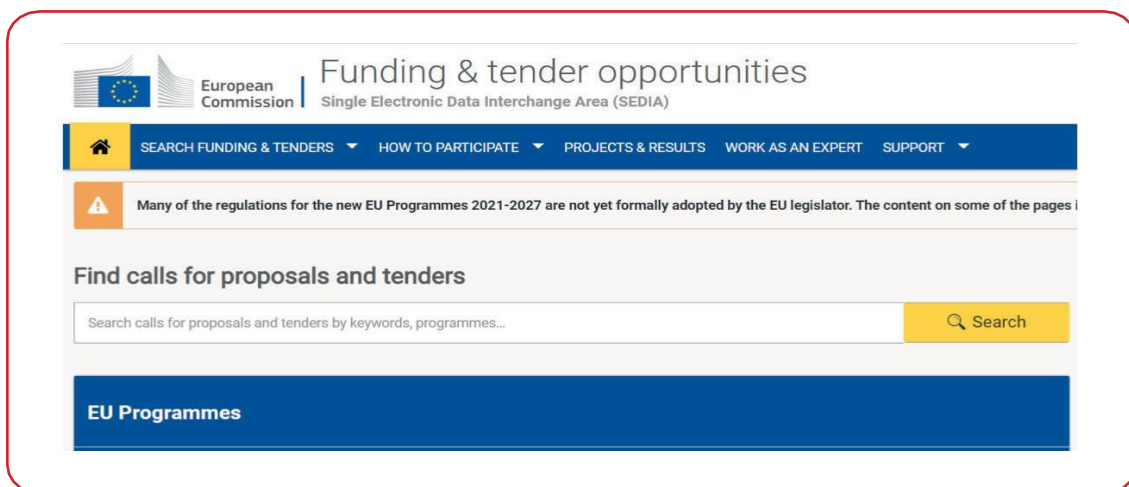 Funding & tender opportunities
European
Commission
Single Electronic Data Interchange Area (SEDIA)
SEARCH FUNDING & TENDERS HOW TO PARTICIPATE PROJECTS & RESULTS WORK AS AN EXPERT SUPPORT
Many of the regulations for the new EU Programmes 2021-2027 are not yet formally adopted by the EU legislator. The content on some of the pages
Find calls for proposals and tenders
Search calls for proposals and tenders by keywords, programmes...
Search
EU Programmes